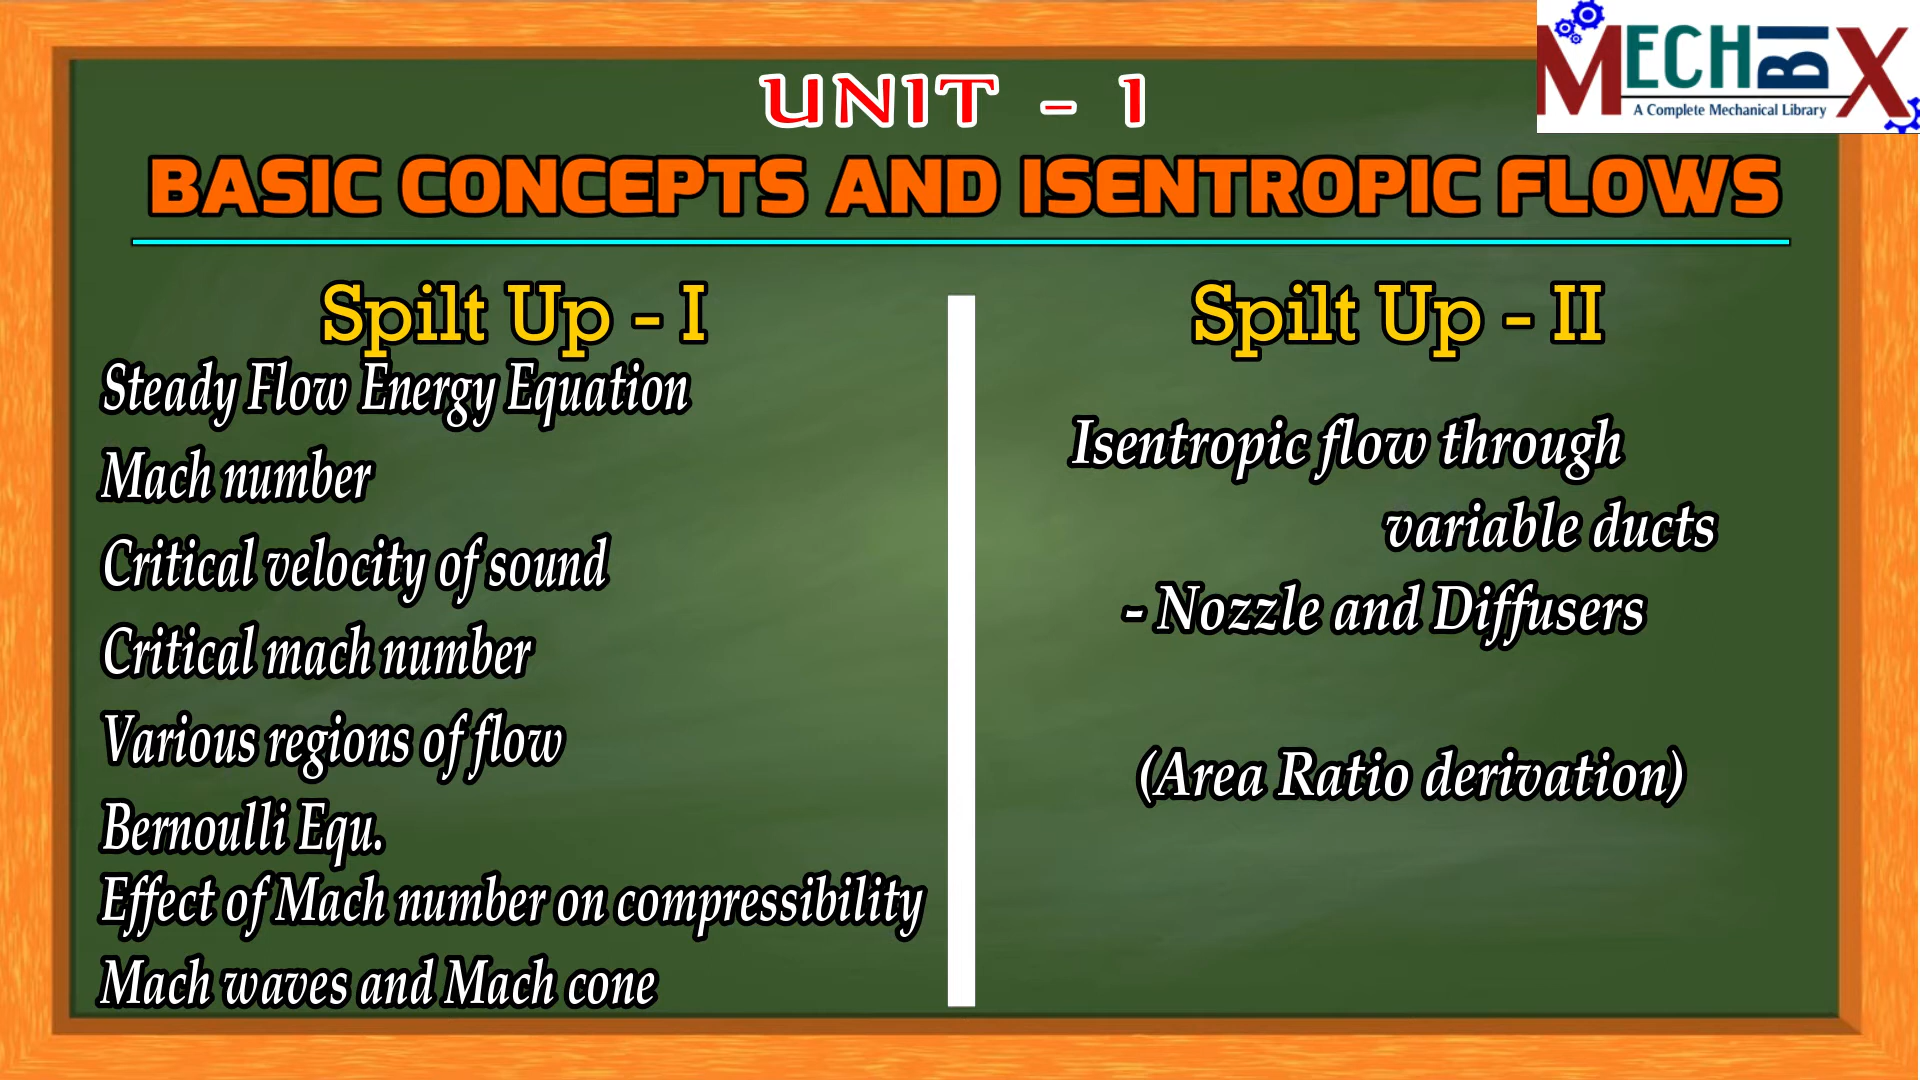 MECHBIX
A Complete Mechanical Library
UNIT - 1
BASIC CONCEPTS AND ISENTROPIC FLOWS
Spilt Up - I
Steady Flow Energy Equation
Mach number
Critical velocity of sound
Critical mach number
Various regions of flow
Bernoulli Equ.
Effect of Mach number on compressibility
Mach waves and Mach cone
Spilt Up - II
Isentropic flow through
variable ducts
- Nozzle and Diffusers
(Area Ratio derivation)